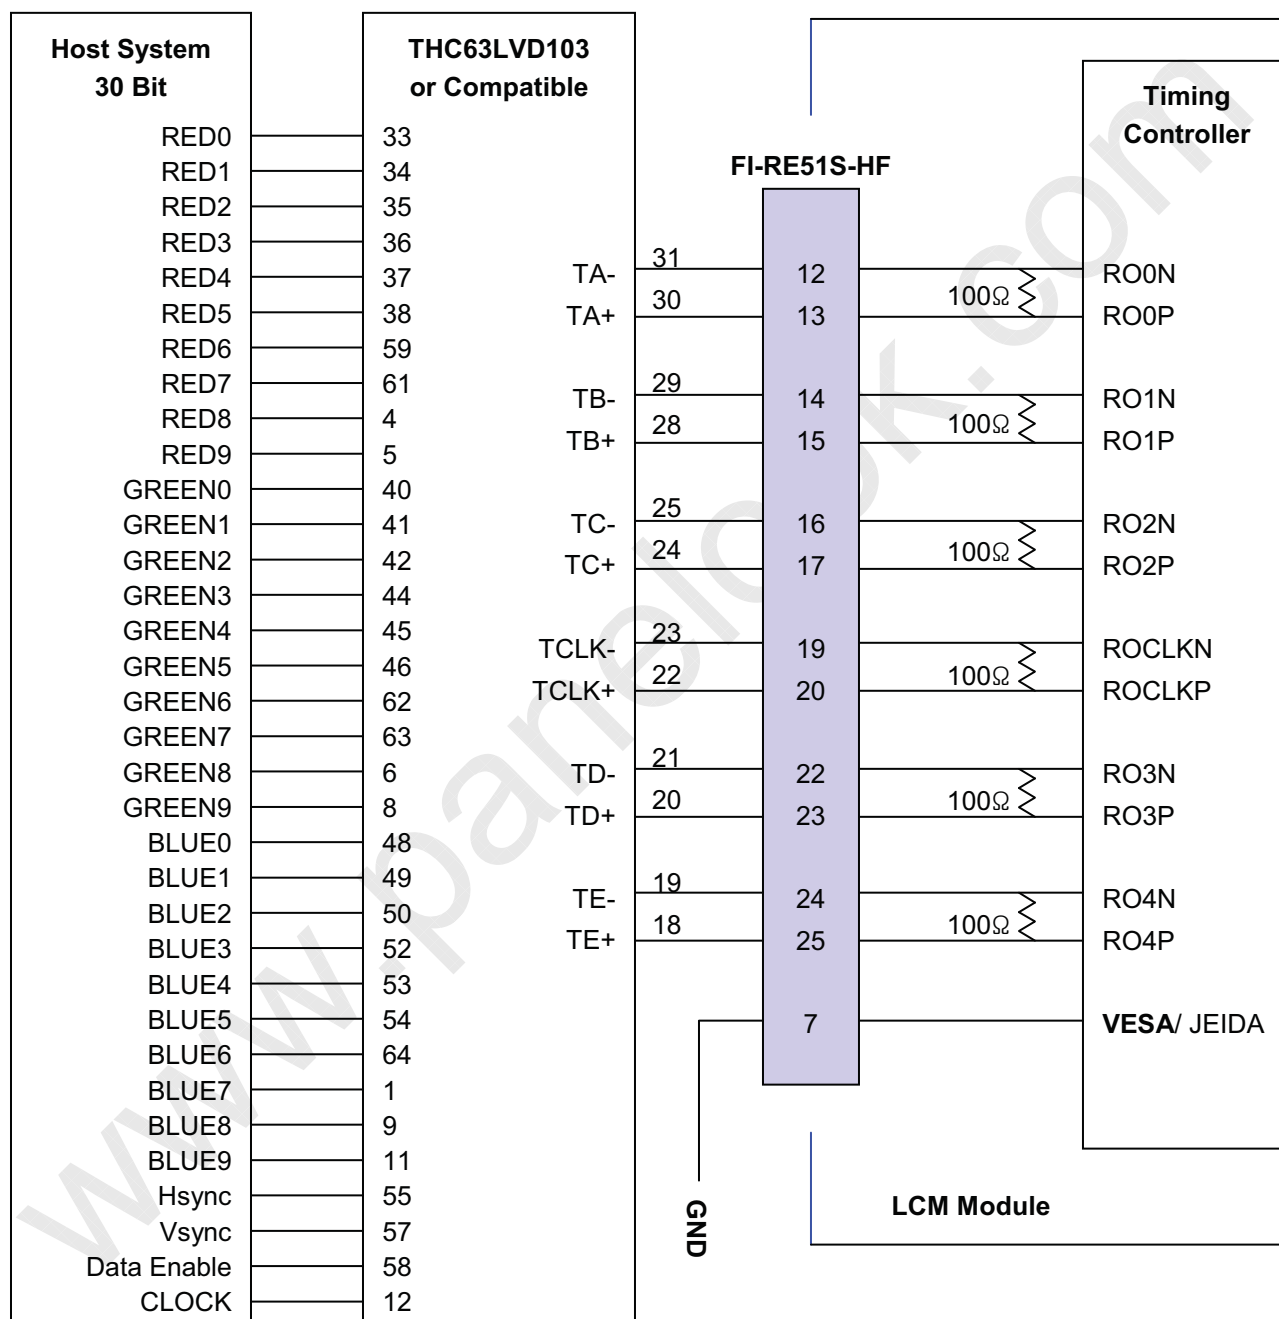 Host System
30 Bit
THC63LVD103
or Compatible
Timing
Controller
FI-RE51S-HF
RED0 33
RED1 34
RED2 35
RED3 36
RED4 37
RED5 38
RED6 59
RED7 61
RED8 4
RED9 5
GREEN0 40
GREEN1 41
GREEN2 42
GREEN3 44
GREEN4 45
GREEN5 46
GREEN6 62
GREEN7 63
GREEN8 6
GREEN9 8
BLUE0 48
BLUE1 49
BLUE2 50
BLUE3 52
BLUE4 53
BLUE5 54
BLUE6 64
BLUE7 1
BLUE8 9
BLUE9 11
Hsync 55
Vsync 57
Data Enable 58
CLOCK 12
TA- 31 12 RO0N
100Ω
TA+ 30 13 RO0P
TB- 29 14 RO1N
100Ω
TB+ 28 15 RO1P
TC- 25 16 RO2N
100Ω
TC+ 24 17 RO2P
TCLK- 23 19 ROCLKN
100Ω
TCLK+ 22 20 ROCLKP
TD- 21 22 RO3N
100Ω
TD+ 20 23 RO3P
TE- 19 24 RO4N
100Ω
TE+ 18 25 RO4P
7 VESA/ JEIDA
GND
LCM Module
www.panelook.com